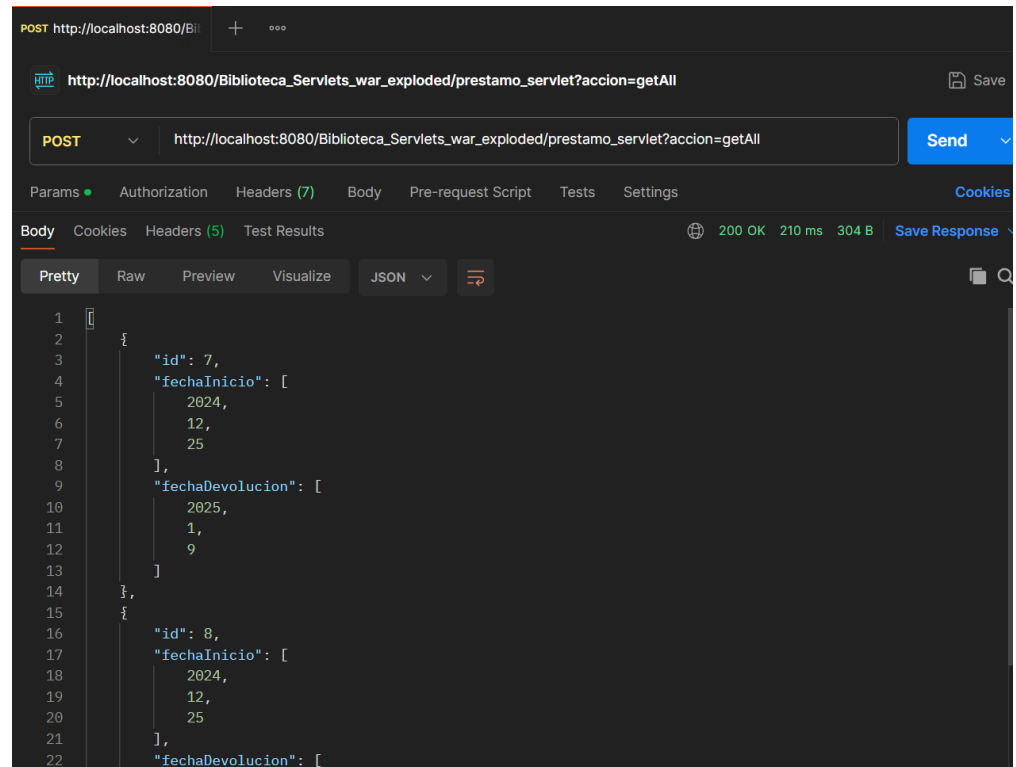 POST http://localhost:8080/Bi
HTTP http://localhost:8080/Biblioteca_Servlets_war_exploded/prestamo_servlet?accion=getAll Save
POST http://localhost:8080/Biblioteca_Servlets_war_exploded/prestamo_servlet?accion=getAll Send
Params Authorization Headers (7) Body Pre-request Script Tests Settings Cookies
Body Cookies Headers (5) Test Results 200 OK 210 ms 304 B Save Response
Pretty Raw Preview Visualize JSON
1 [
2 {
3 "id": 7,
4 "fechaInicio": [
5 2024,
6 12,
7 25
8 ],
9 "fechaDevolucion": [
10 2025,
11 1,
12 9
13 ]
14 },
15 {
16 "id": 8,
17 "fechaInicio": [
18 2024,
19 12,
20 25
21 ],
22 "fechaDevolucion": [